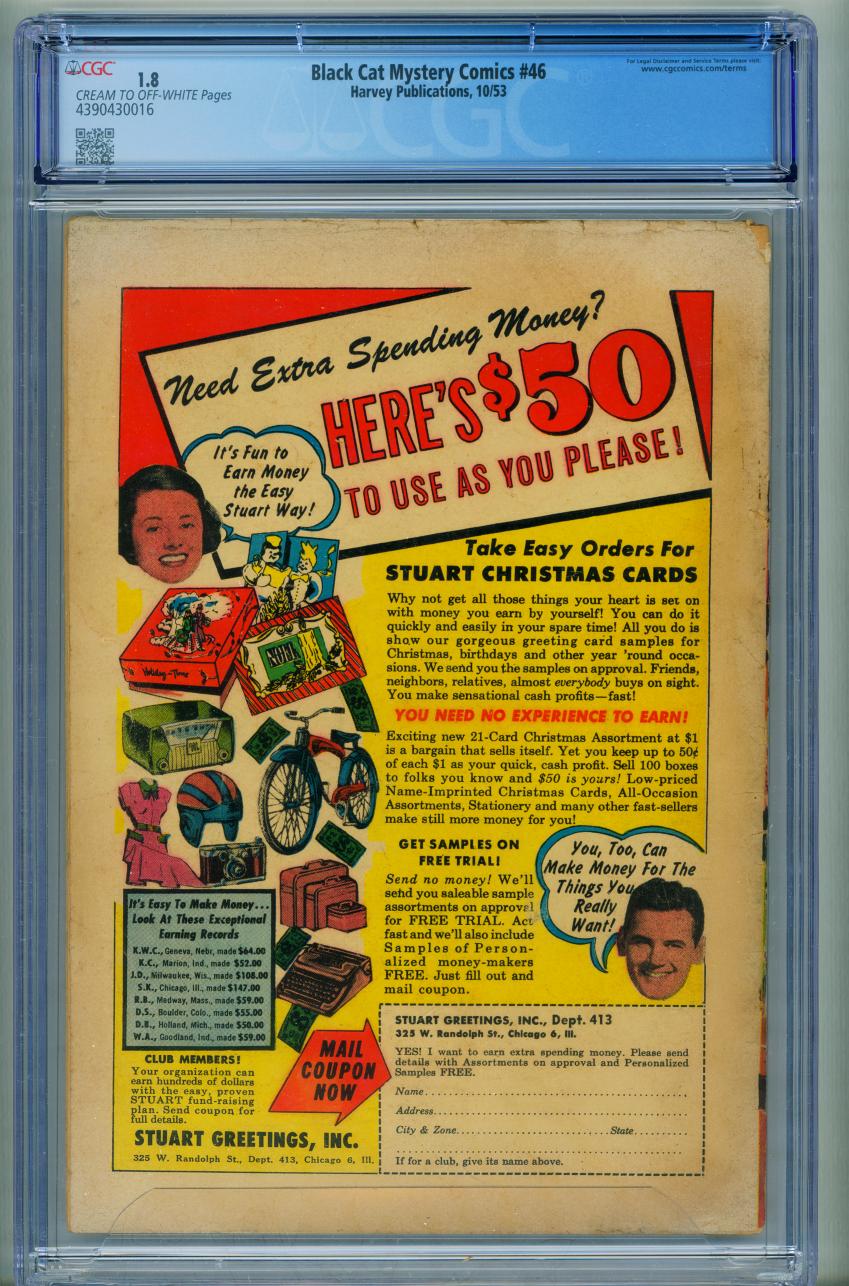 CGC
1.8
CREAM TO OFF-WHITE Pages
4390430016
Black Cat Mystery Comics #46
Harvey Publications, 10/53
For Legal Disclaimer and Service Terms please visit:
www.cgccomics.com/terms
CGC
Need Extra Spending Money?
HERE'S $50
TO USE AS YOU PLEASE!
It's Fun to
Earn Money
the Easy
Stuart Way!
Take Easy Orders For
STUART CHRISTMAS CARDS
Why not get all those things your heart is set on
with money you earn by yourself! You can do it
quickly and easily in your spare time! All you do is
show our gorgeous greeting card samples for
Christmas, birthdays and other year 'round occa-
sions. We send you the samples on approval. Friends,
neighbors, relatives, almost everybody buys on sight.
You make sensational cash profits—fast!
YOU NEED NO EXPERIENCE TO EARN!
Exciting new 21-Card Christmas Assortment at $1
is a bargain that sells itself. Yet you keep up to 50¢
of each $1 as your quick, cash profit. Sell 100 boxes
to folks you know and $50 is yours! Low-priced
Name-Imprinted Christmas Cards, All-Occasion
Assortments, Stationery and many other fast-sellers
make still more money for you!
Holiday-Time
NOEL
GET SAMPLES ON
FREE TRIAL!
Send no money! We'll
send you saleable sample
assortments on approval
for FREE TRIAL. Act
fast and we'll also include
Samples of Person-
alized money-makers
FREE. Just fill out and
mail coupon.
You, Too, Can
Make Money For The
Things You
Really
Want!
It's Easy To Make Money...
Look At These Exceptional
Earning Records
K.W.C., Geneva, Nebr, made $64.00
K.C., Marion, Ind., made $52.00
J.D., Milwaukee, Wis., made $108.00
S.K., Chicago, Ill., made $147.00
R.B., Medway, Mass., made $59.00
D.S., Boulder, Colo., made $55.00
D.E., Holland, Mich., made $50.00
W.A., Goodland, Ind., made $59.00
CLUB MEMBERS!
Your organization can
earn hundreds of dollars
with the easy, proven
STUART fund-raising
plan. Send coupon for
full details.
MAIL
COUPON
NOW
STUART GREETINGS, INC.
325 W. Randolph St., Dept. 413, Chicago 6, Ill.
STUART GREETINGS, INC., Dept. 413
325 W. Randolph St., Chicago 6, Ill.
YES! I want to earn extra spending money. Please send
details with Assortments on approval and Personalized
Samples FREE.
Name
Address
City & Zone State
If for a club, give its name above.